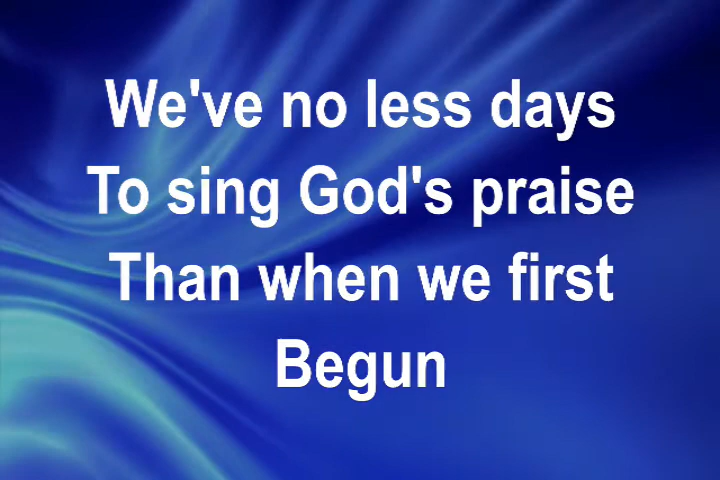 We've no less days
To sing God's praise
Than when we first
Begun